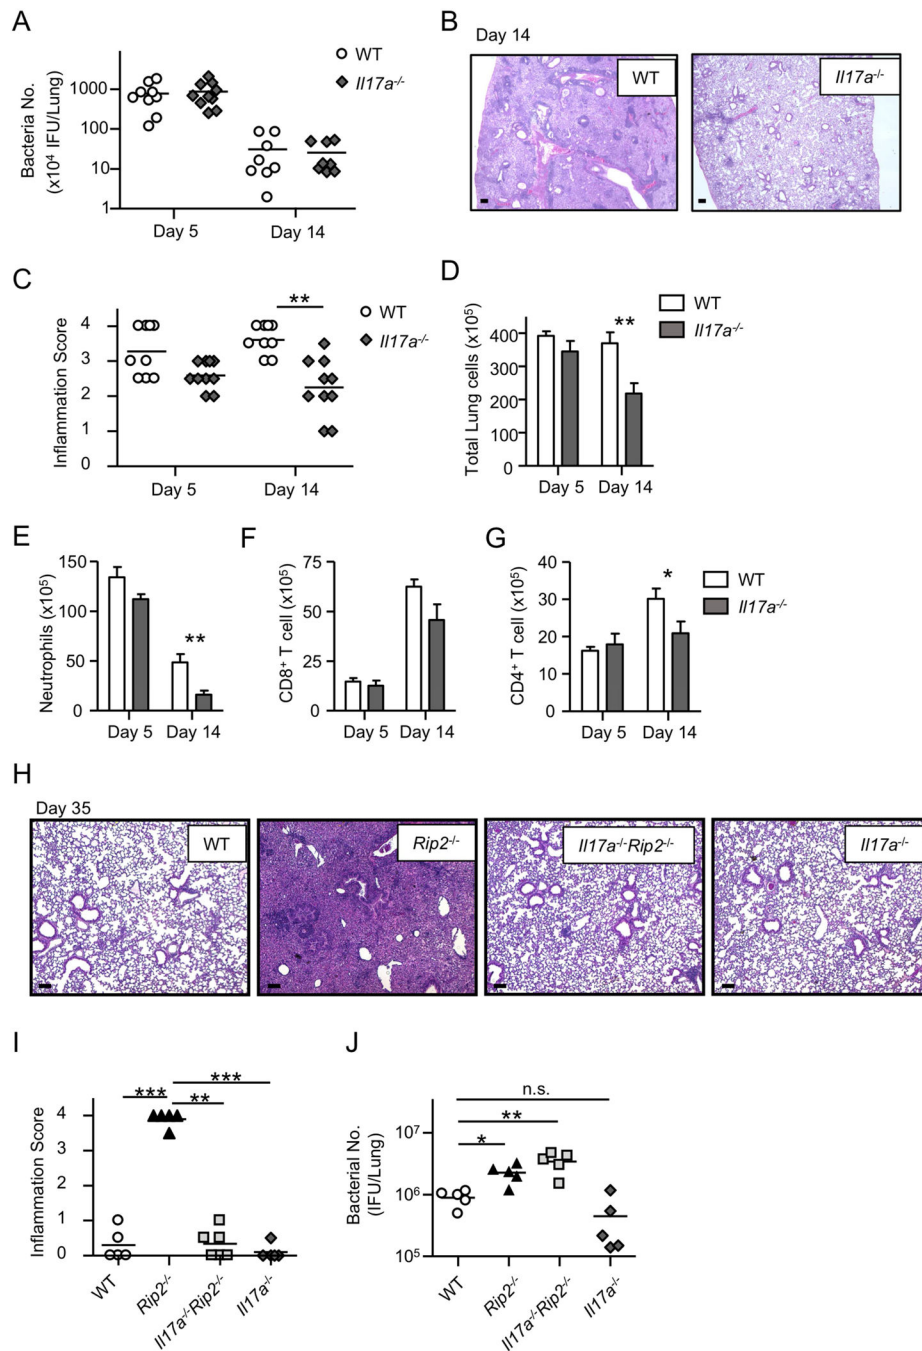 A
WT
Il17a-/-
Bacteria No.
(x10⁴ IFU/Lung)
1000
100
10
1
Day 5
Day 14
B
Day 14
WT
Il17a-/-
C
WT
Il17a-/-
**
Inflammation Score
4
3
2
1
0
Day 5
Day 14
D
WT
Il17a-/-
**
Total Lung cells (x10⁵)
400
300
400
0
Day 5
Day 14
E
Neutrophils (x10⁵)
150
100
50
0
**
Day 5
Day 14
F
CD8⁺ T cell (x10⁵)
75
50
25
0
Day 5
Day 14
G
WT
Il17a-/-
*
CD4⁺ T cell (x10⁵)
40
30
20
10
0
Day 5
Day 14
H
Day 35
WT
Rip2-/-
Il17a-/-Rip2-/-
Il17a-/-
I
***
***
**
Inflammation Score
4
3
2
1
0
WT
Rip2-/-
Il17a-/-Rip2-/-
Il17a-/-
J
n.s.
**
*
Bacterial No.
(IFU/Lung)
10⁷
10⁶
10⁵
WT
Rip2-/-
Il17a-/-Rip2-/-
Il17a-/-